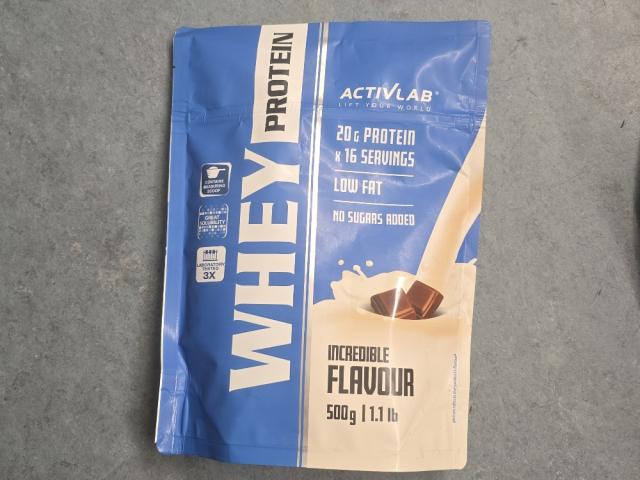 WHEY
PROTEIN
ACTIVLAB®
LIFT YOUR WORLD
20G PROTEIN
x 16 SERVINGS
LOW FAT
NO SUGARS ADDED
CONTAINS
MEASURING
SCOOP
GREAT
SOLUBILITY
LABORATORY
TESTED
3X
INCREDIBLE
FLAVOUR
500g | 1.1 lb